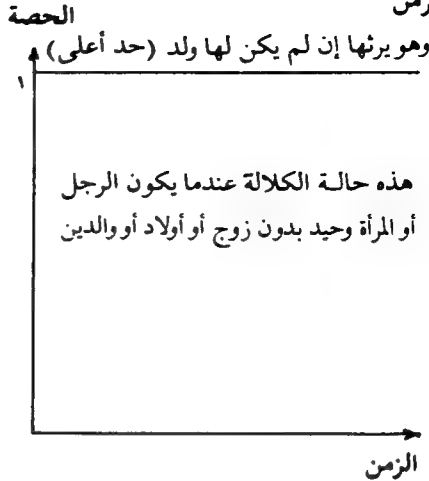 زمن
الحصة
وهو يرثها إن لم يكن لها ولد (حد أعلى)
١
هذه حالة الكلالة عندما يكون الرجل
أو المرأة وحيد بدون زوج أو أولاد أو والدين
الزمن